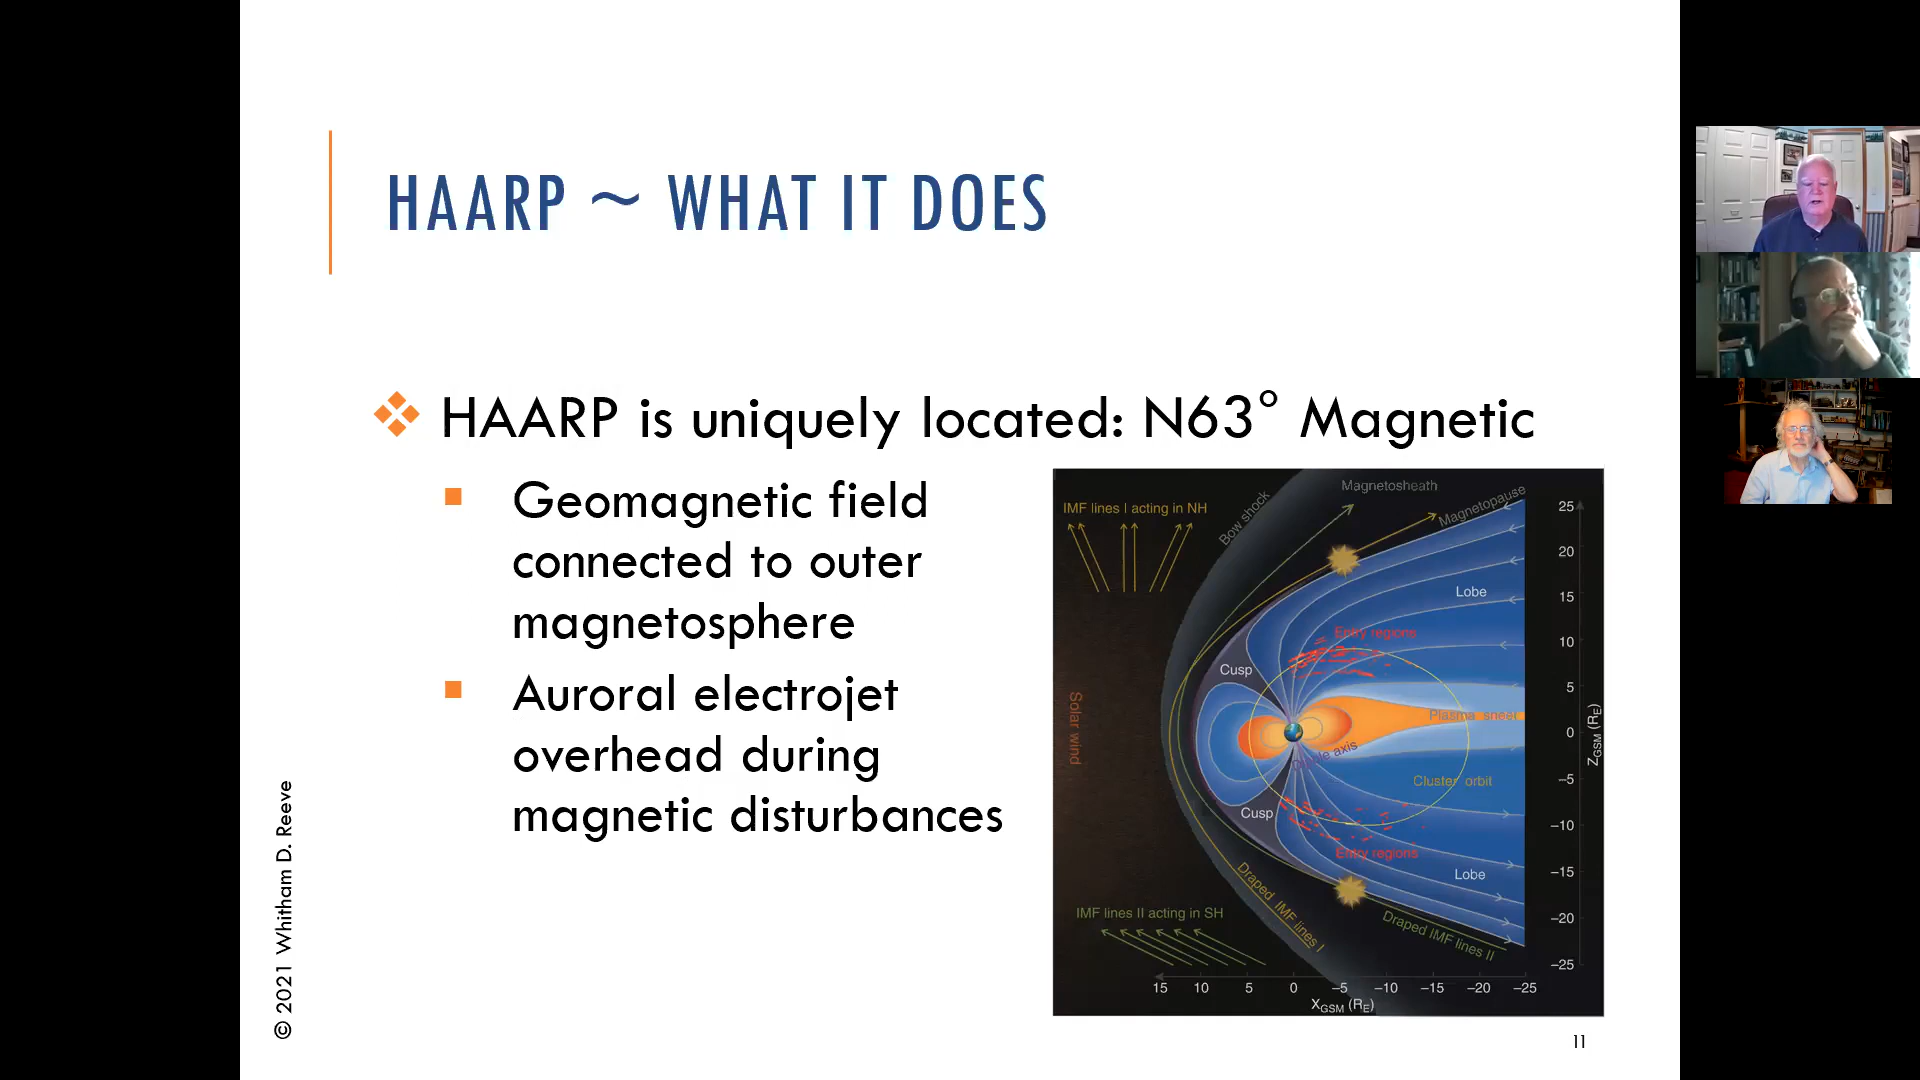 HAARP ~ WHAT IT DOES
❖ HAARP is uniquely located: N63° Magnetic
▪ Geomagnetic field
connected to outer
magnetosphere
▪ Auroral electrojet
overhead during
magnetic disturbances
© 2021 Whitham D. Reeve
Magnetosheath
IMF lines I acting in NH
Bow shock
Magnetopause
Lobe
Entry regions
Cusp
Solar wind
Plasma sheet
Dipole axis
Cluster orbit
Cusp
Entry regions
Lobe
Draped IMF lines I
IMF lines II acting in SH
Draped IMF lines II
25
20
15
10
5
0
–5
–10
–15
–20
–25
Z_GSM (R_E)
15 10 5 0 –5 –10 –15 –20 –25
X_GSM (R_E)
11